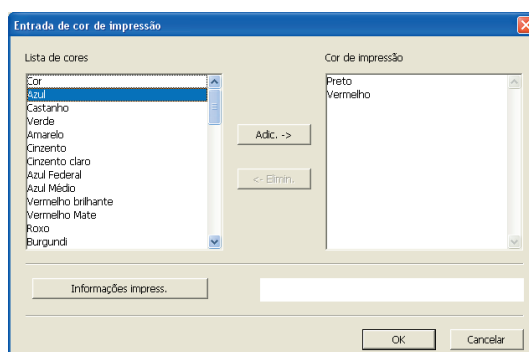 Entrada de cor de impressão
Lista de cores
Cor de impressão
Cor
Azul
Castanho
Verde
Amarelo
Cinzento
Cinzento claro
Azul Federal
Azul Médio
Vermelho brilhante
Vermelho Mate
Roxo
Burgundi
Adic. ->
<- Elimin.
Preto
Vermelho
Informações impress.
OK
Cancelar